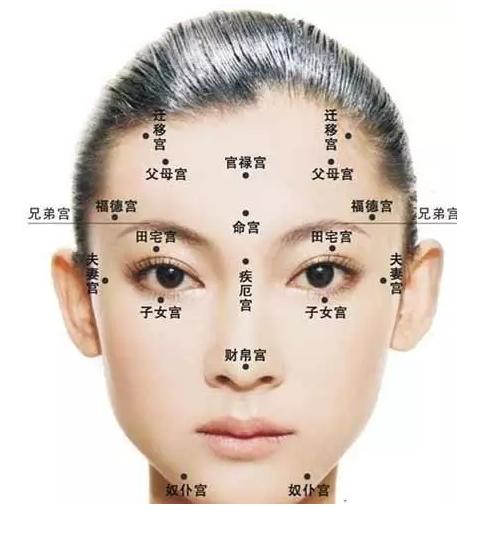 迁移宫
迁移宫
官禄宫
父母宫
父母宫
福德宫
福德宫
兄弟宫
兄弟宫
命宫
田宅宫
田宅宫
夫妻宫
疾厄宫
夫妻宫
子女宫
子女宫
财帛宫
奴仆宫
奴仆宫